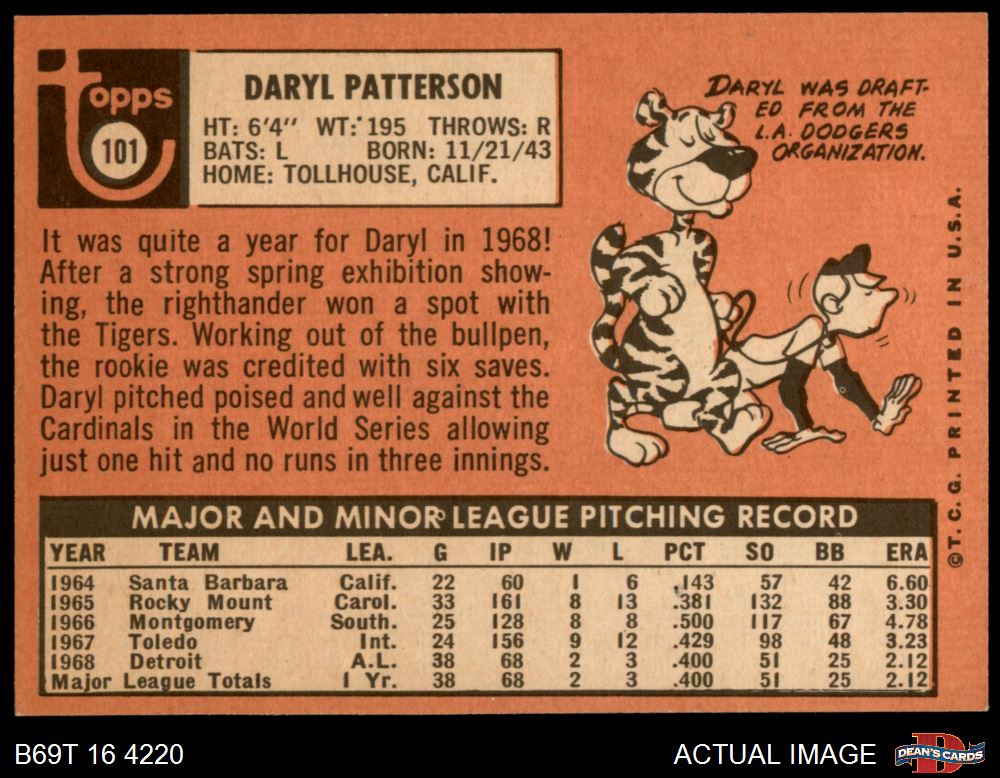 Topps
101
DARYL PATTERSON
HT: 6'4" WT: 195 THROWS: R
BATS: L BORN: 11/21/43
HOME: TOLLHOUSE, CALIF.
DARYL WAS DRAFT-
ED FROM THE
L.A. DODGERS
ORGANIZATION.
It was quite a year for Daryl in 1968!
After a strong spring exhibition show-
ing, the righthander won a spot with
the Tigers. Working out of the bullpen,
the rookie was credited with six saves.
Daryl pitched poised and well against the
Cardinals in the World Series allowing
just one hit and no runs in three innings.
©T. C. G. PRINTED IN U.S.A.
MAJOR AND MINOR LEAGUE PITCHING RECORD
YEAR TEAM LEA. G IP W L PCT SO BB ERA
1964 Santa Barbara Calif. 22 60 1 6 .143 57 42 6.60
1965 Rocky Mount Carol. 33 161 8 13 .381 132 88 3.30
1966 Montgomery South. 25 128 8 8 .500 117 67 4.78
1967 Toledo Int. 24 156 9 12 .429 98 48 3.23
1968 Detroit A.L. 38 68 2 3 .400 51 25 2.12
Major League Totals 1 Yr. 38 68 2 3 .400 51 25 2.12
B69T 16 4220
ACTUAL IMAGE
D
DEAN'S CARDS